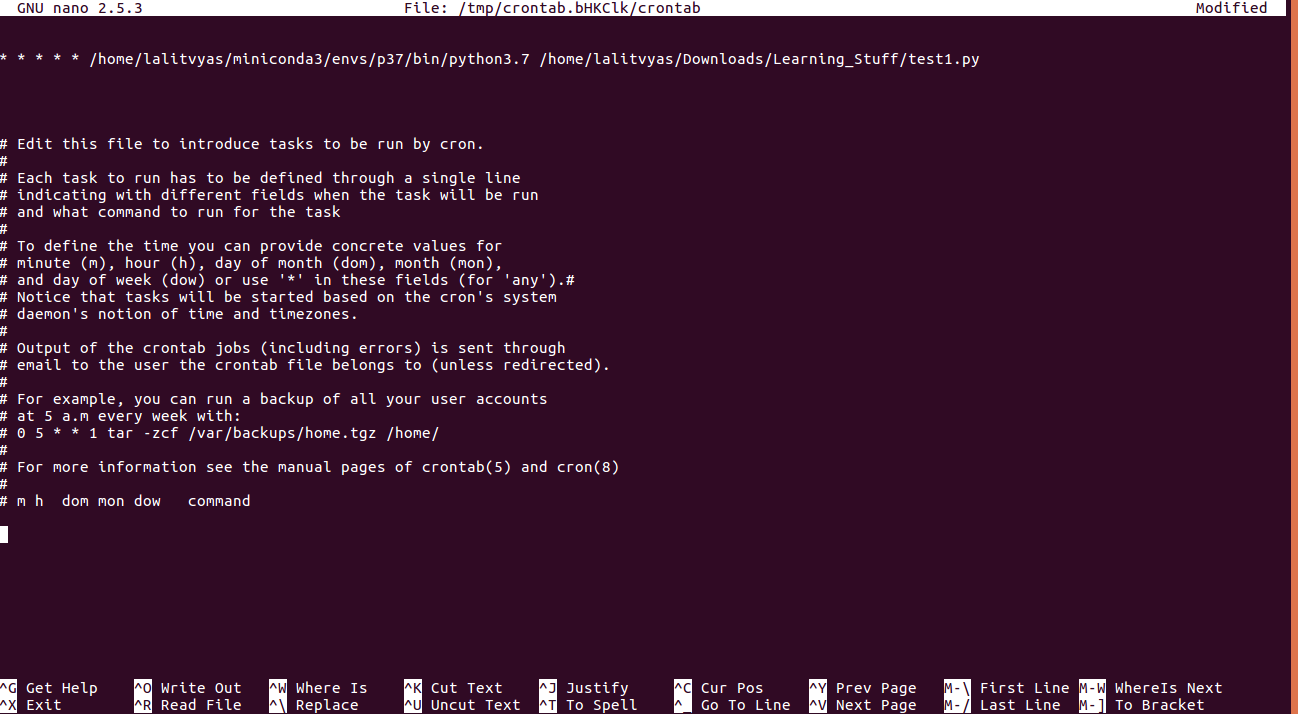 GNU nano 2.5.3 File: /tmp/crontab.bHKClk/crontab Modified
* * * * * /home/lalitvyas/miniconda3/envs/p37/bin/python3.7 /home/lalitvyas/Downloads/Learning_Stuff/test1.py
# Edit this file to introduce tasks to be run by cron.
#
# Each task to run has to be defined through a single line
# indicating with different fields when the task will be run
# and what command to run for the task
#
# To define the time you can provide concrete values for
# minute (m), hour (h), day of month (dom), month (mon),
# and day of week (dow) or use '*' in these fields (for 'any').#
# Notice that tasks will be started based on the cron's system
# daemon's notion of time and timezones.
#
# Output of the crontab jobs (including errors) is sent through
# email to the user the crontab file belongs to (unless redirected).
#
# For example, you can run a backup of all your user accounts
# at 5 a.m every week with:
# 0 5 * * 1 tar -zcf /var/backups/home.tgz /home/
#
# For more information see the manual pages of crontab(5) and cron(8)
#
# m h  dom mon dow   command
^G Get Help ^O Write Out ^W Where Is ^K Cut Text ^J Justify ^C Cur Pos ^Y Prev Page M-\ First Line M-W WhereIs Next
^X Exit ^R Read File ^\ Replace ^U Uncut Text ^T To Spell ^_ Go To Line ^V Next Page M-/ Last Line M-] To Bracket